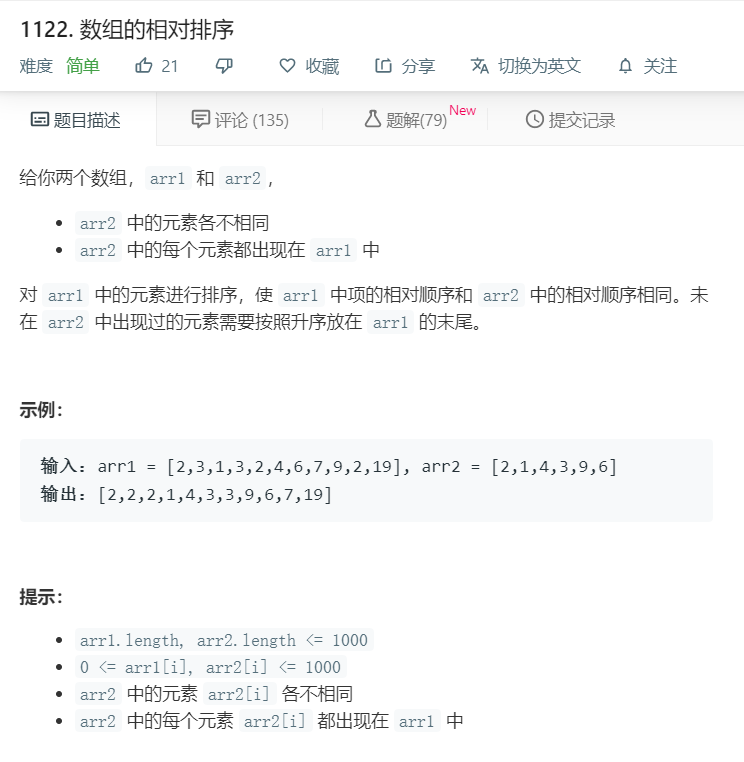 1122. 数组的相对排序
难度 简单 21 收藏 分享 切换为英文 关注
题目描述 评论 (135) 题解(79) New 提交记录
给你两个数组，arr1 和 arr2，
• arr2 中的元素各不相同
• arr2 中的每个元素都出现在 arr1 中
对 arr1 中的元素进行排序，使 arr1 中项的相对顺序和 arr2 中的相对顺序相同。未
在 arr2 中出现过的元素需要按照升序放在 arr1 的末尾。
示例：
输入：arr1 = [2,3,1,3,2,4,6,7,9,2,19], arr2 = [2,1,4,3,9,6]
输出：[2,2,2,1,4,3,3,9,6,7,19]
提示：
• arr1.length, arr2.length <= 1000
• 0 <= arr1[i], arr2[i] <= 1000
• arr2 中的元素 arr2[i] 各不相同
• arr2 中的每个元素 arr2[i] 都出现在 arr1 中